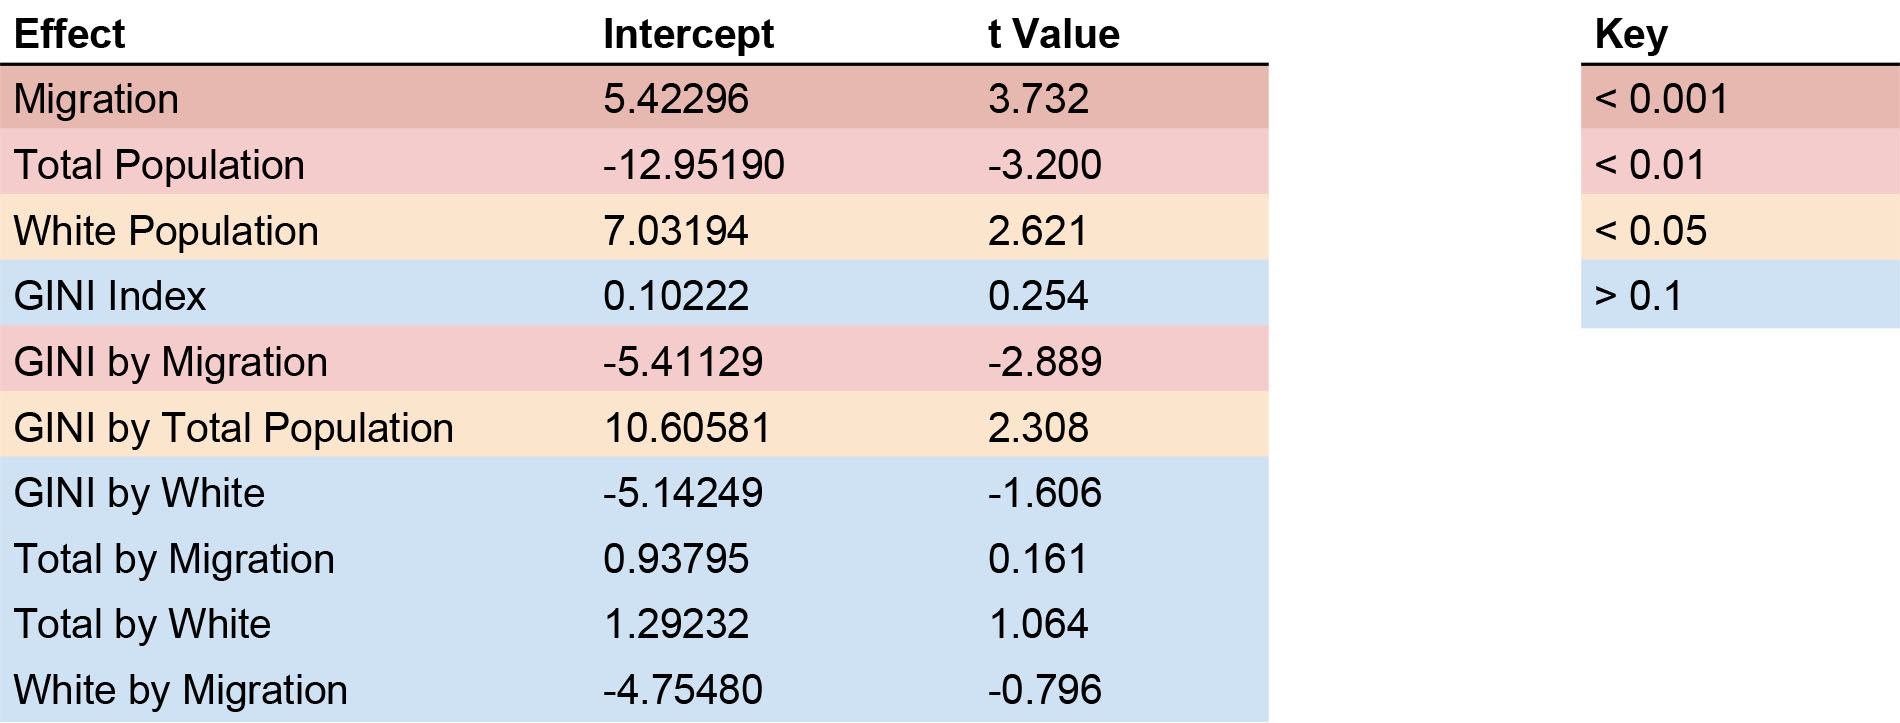 Effect Intercept t Value Key
Migration 5.42296 3.732 < 0.001
Total Population -12.95190 -3.200 < 0.01
White Population 7.03194 2.621 < 0.05
GINI Index 0.10222 0.254 > 0.1
GINI by Migration -5.41129 -2.889
GINI by Total Population 10.60581 2.308
GINI by White -5.14249 -1.606
Total by Migration 0.93795 0.161
Total by White 1.29232 1.064
White by Migration -4.75480 -0.796